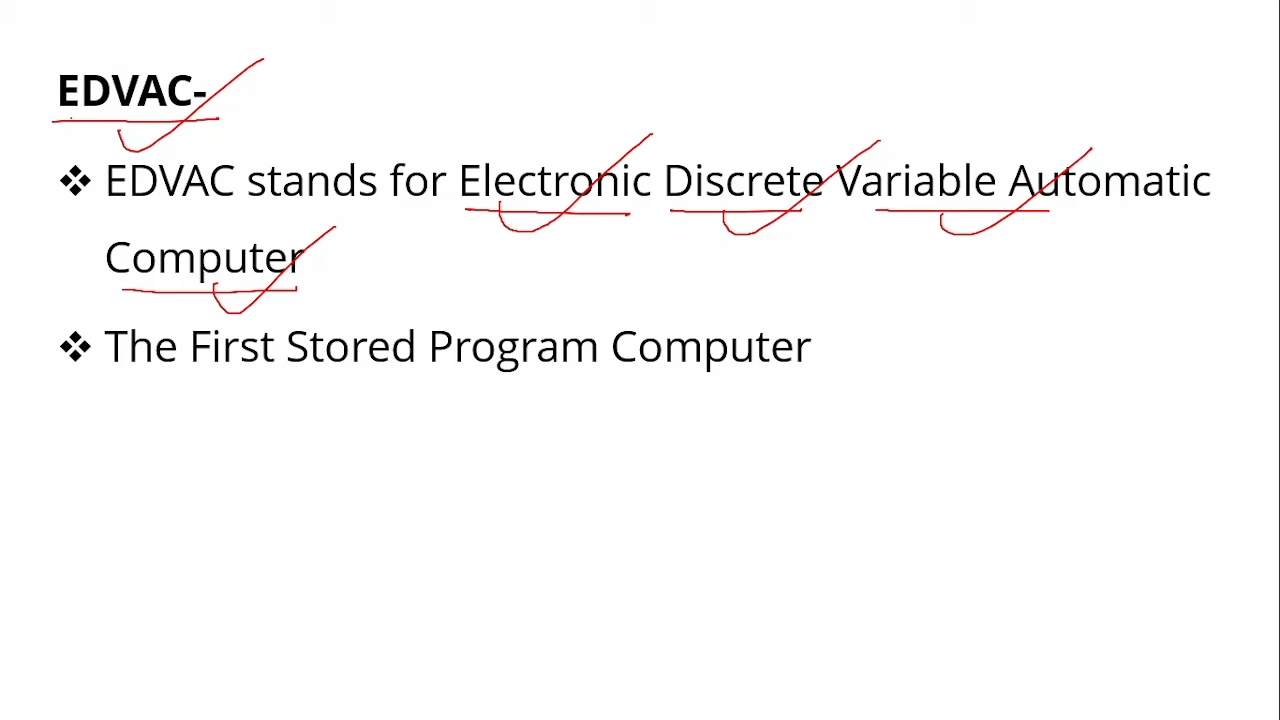 EDVAC-
❖ EDVAC stands for Electronic Discrete Variable Automatic
Computer
❖ The First Stored Program Computer